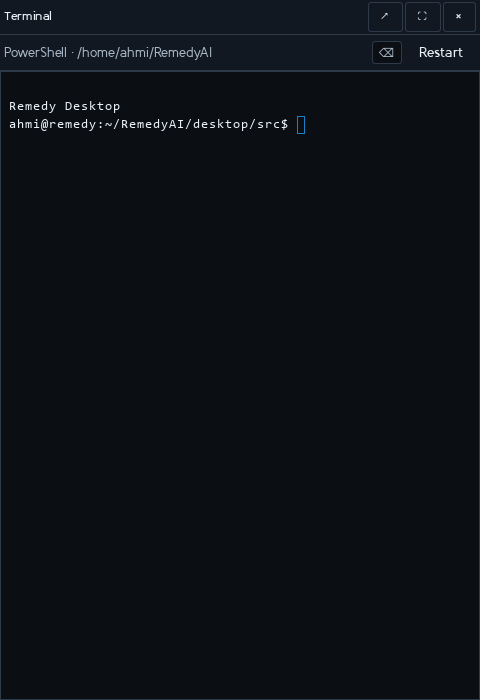 Terminal
PowerShell · /home/ahmi/RemedyAI
Restart
Remedy Desktop
ahmi@remedy:~/RemedyAI/desktop/src$